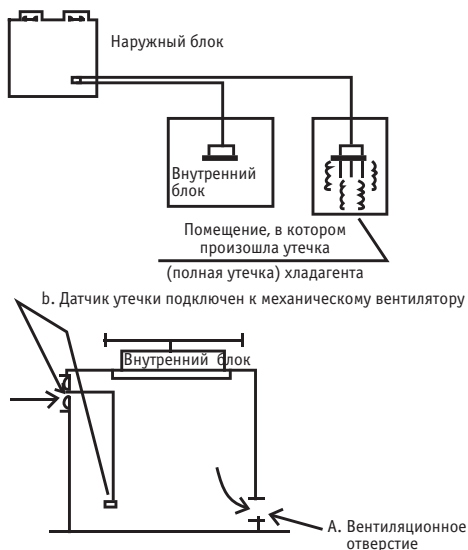 Наружный блок
Внутренний
блок
Помещение, в котором
произошла утечка
(полная утечка) хладагента
b. Датчик утечки подключен к механическому вентилятору
Внутренний блок
A. Вентиляционное
отверстие